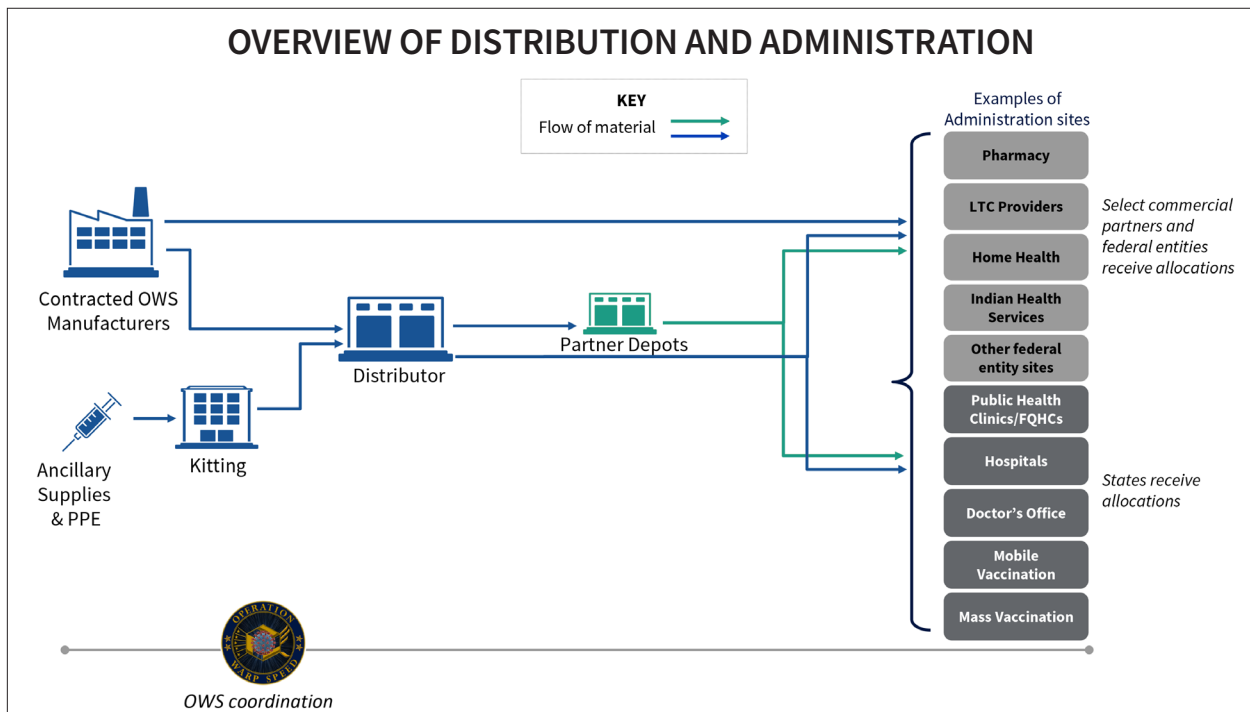 OVERVIEW OF DISTRIBUTION AND ADMINISTRATION
KEY
Flow of material
Examples of
Administration sites
Pharmacy
LTC Providers
Home Health
Indian Health
Services
Other federal
entity sites
Public Health
Clinics/FQHCs
Hospitals
Doctor's Office
Mobile
Vaccination
Mass Vaccination
Select commercial
partners and
federal entities
receive allocations
States receive
allocations
Contracted OWS
Manufacturers
Distributor
Partner Depots
Ancillary
Supplies
& PPE
Kitting
OPERATION
WARP SPEED
OWS coordination